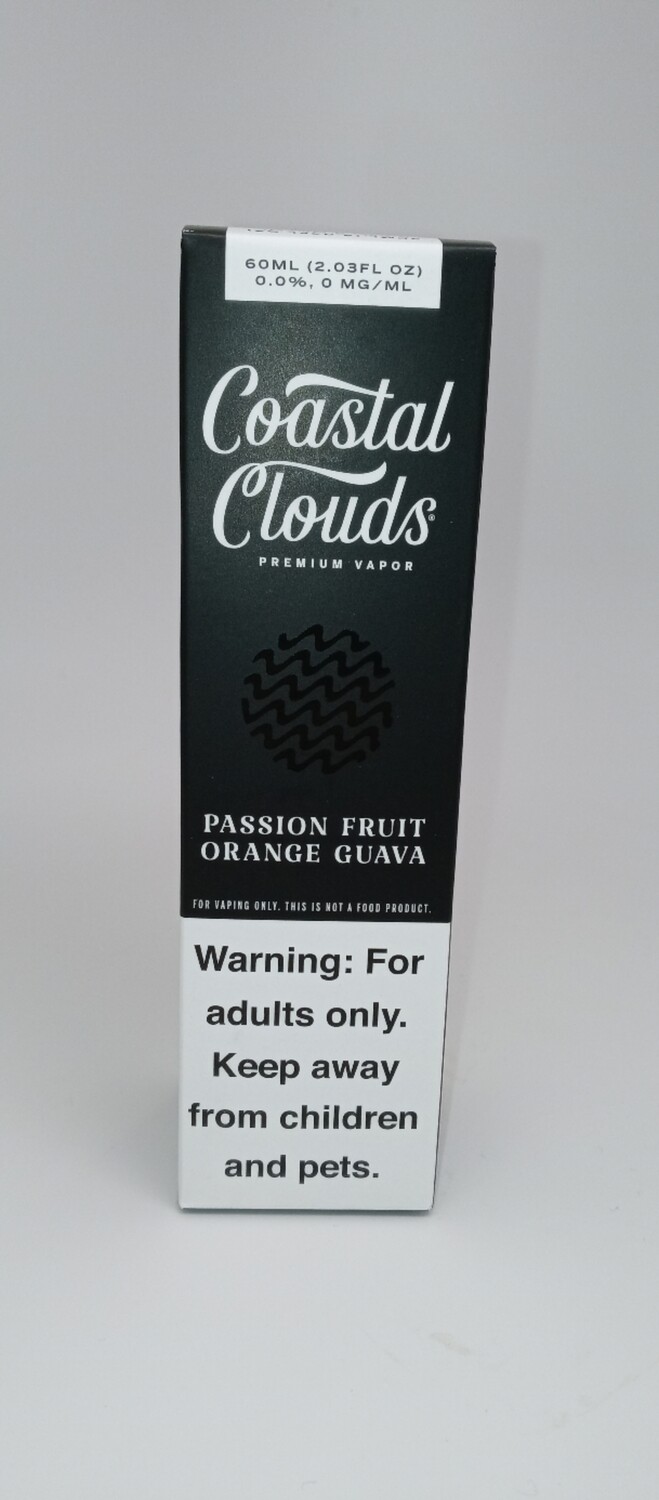 60ML (2.03FL OZ)
0.0%, 0 MG/ML
Coastal
Clouds®
PREMIUM VAPOR
PASSION FRUIT
ORANGE GUAVA
FOR VAPING ONLY. THIS IS NOT A FOOD PRODUCT.
Warning: For
adults only.
Keep away
from children
and pets.